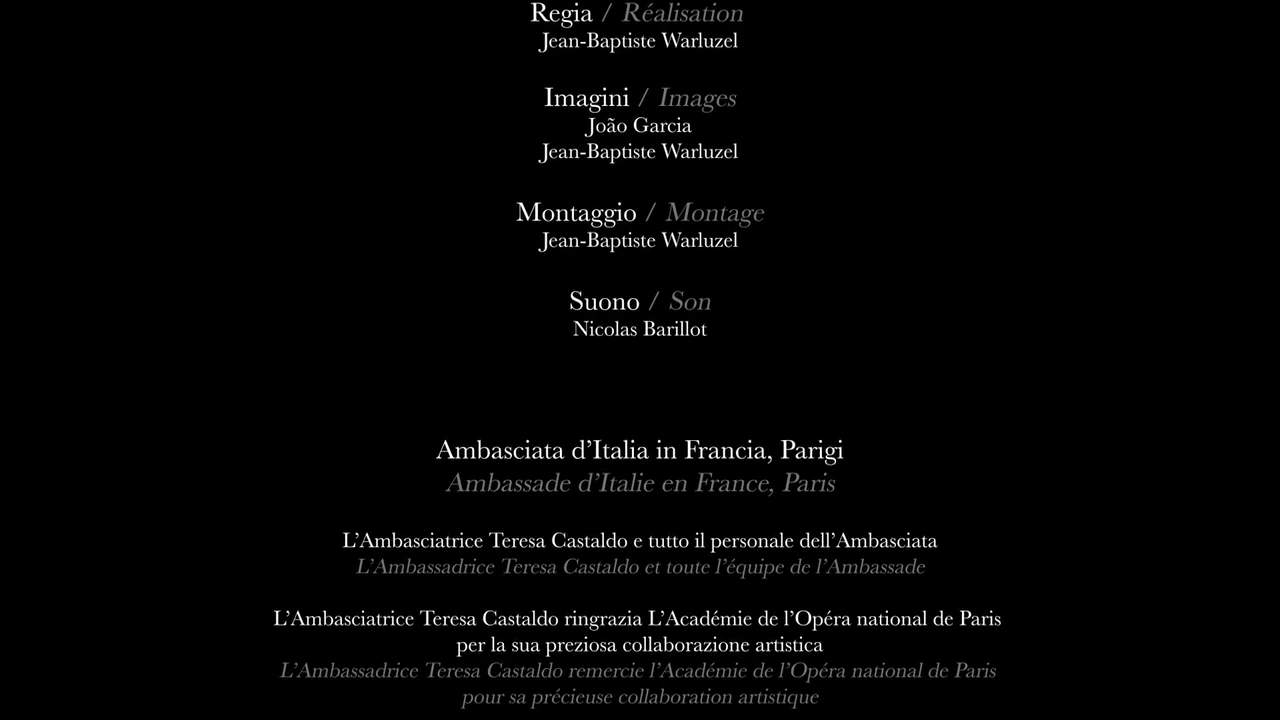 Regia / Réalisation
Jean-Baptiste Warluzel
Imagini / Images
João Garcia
Jean-Baptiste Warluzel
Montaggio / Montage
Jean-Baptiste Warluzel
Suono / Son
Nicolas Barillot
Ambasciata d’Italia in Francia, Parigi
Ambassade d’Italie en France, Paris
L’Ambasciatrice Teresa Castaldo e tutto il personale dell’Ambasciata
L’Ambassadrice Teresa Castaldo et toute l’équipe de l’Ambassade
L’Ambasciatrice Teresa Castaldo ringrazia L’Académie de l’Opéra national de Paris
per la sua preziosa collaborazione artistica
L’Ambassadrice Teresa Castaldo remercie l’Académie de l’Opéra national de Paris
pour sa précieuse collaboration artistique